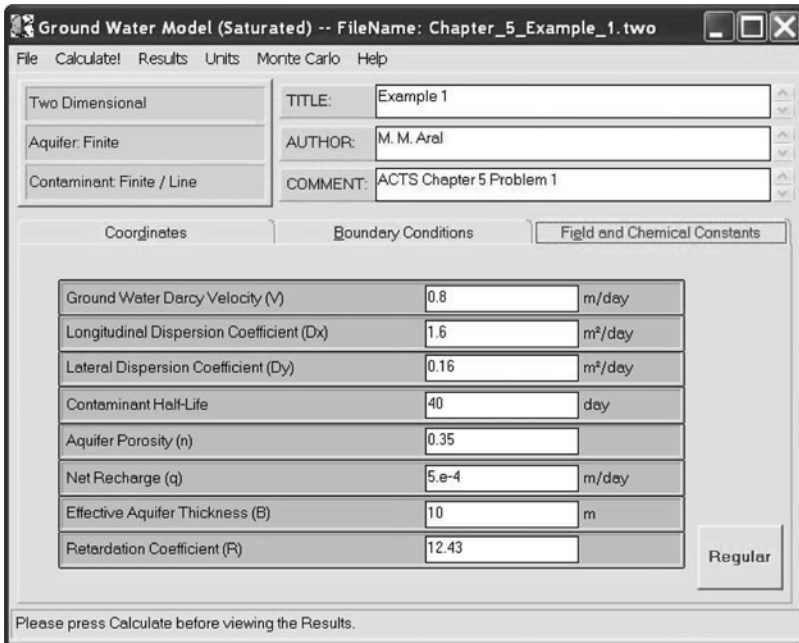 Ground Water Model (Saturated) -- FileName: Chapter_5_Example_1.two
File Calculate! Results Units Monte Carlo Help
Two Dimensional
Aquifer: Finite
Contaminant: Finite / Line
TITLE: Example 1
AUTHOR: M. M. Aral
COMMENT: ACTS Chapter 5 Problem 1
Coordinates Boundary Conditions Field and Chemical Constants
Ground Water Darcy Velocity (V) 0.8 m/day
Longitudinal Dispersion Coefficient (Dx) 1.6 m²/day
Lateral Dispersion Coefficient (Dy) 0.16 m²/day
Contaminant Half-Life 40 day
Aquifer Porosity (n) 0.35
Net Recharge (q) 5.e-4 m/day
Effective Aquifer Thickness (B) 10 m
Retardation Coefficient (R) 12.43
Regular
Please press Calculate before viewing the Results.